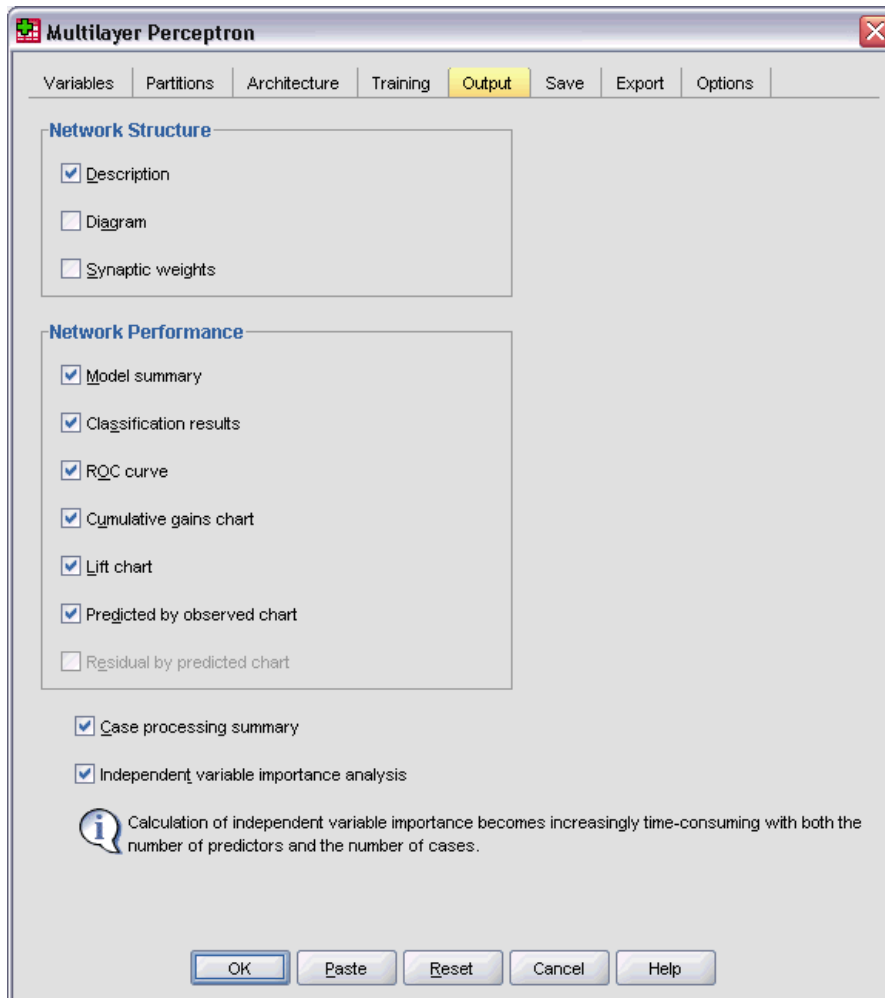 Multilayer Perceptron
Variables Partitions Architecture Training Output Save Export Options
Network Structure
Description
Diagram
Synaptic weights
Network Performance
Model summary
Classification results
ROC curve
Cumulative gains chart
Lift chart
Predicted by observed chart
Residual by predicted chart
Case processing summary
Independent variable importance analysis
Calculation of independent variable importance becomes increasingly time-consuming with both the
number of predictors and the number of cases.
OK Paste Reset Cancel Help